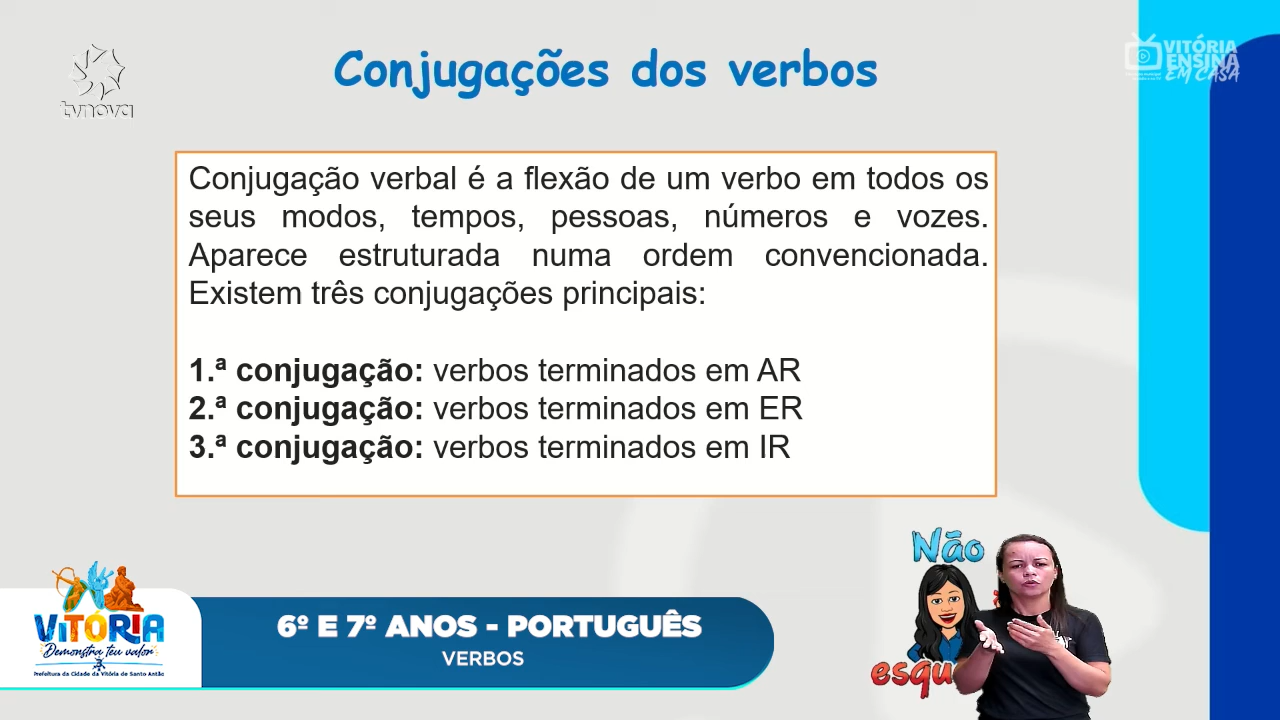 Conjugações dos verbos
tvnova
VITÓRIA
ENSINA
EM CASA
Conjugação verbal é a flexão de um verbo em todos os
seus modos, tempos, pessoas, números e vozes.
Aparece estruturada numa ordem convencionada.
Existem três conjugações principais:
1.ª conjugação: verbos terminados em AR
2.ª conjugação: verbos terminados em ER
3.ª conjugação: verbos terminados em IR
Não
esqu
VITÓRIA
Demonstra teu valor
Prefeitura da Cidade da Vitória de Santo Antão
6º E 7º ANOS - PORTUGUÊS
VERBOS